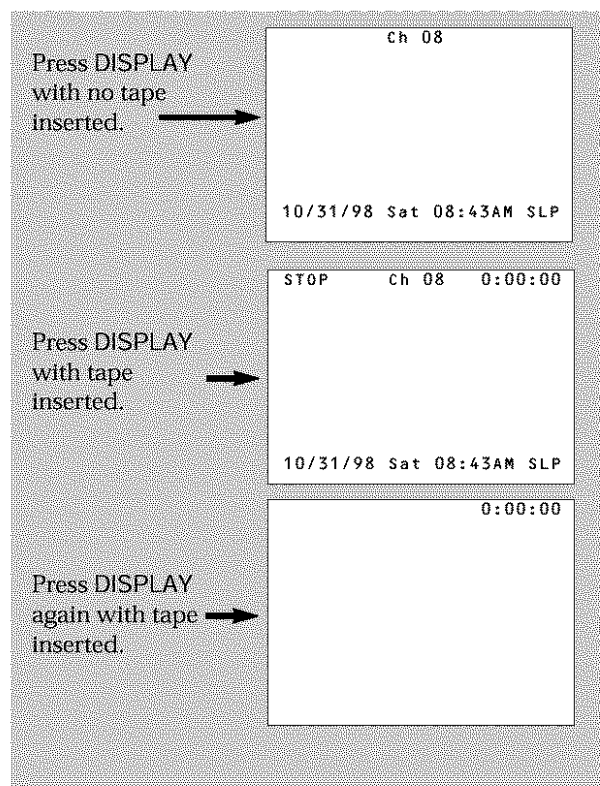 Ch 08
Press DISPLAY
with no tape
inserted.
10/31/98 Sat 08:43AM SLP
STOP Ch 08 0:00:00
Press DISPLAY
with tape
inserted.
10/31/98 Sat 08:43AM SLP
0:00:00
Press DISPLAY
again with tape
inserted.